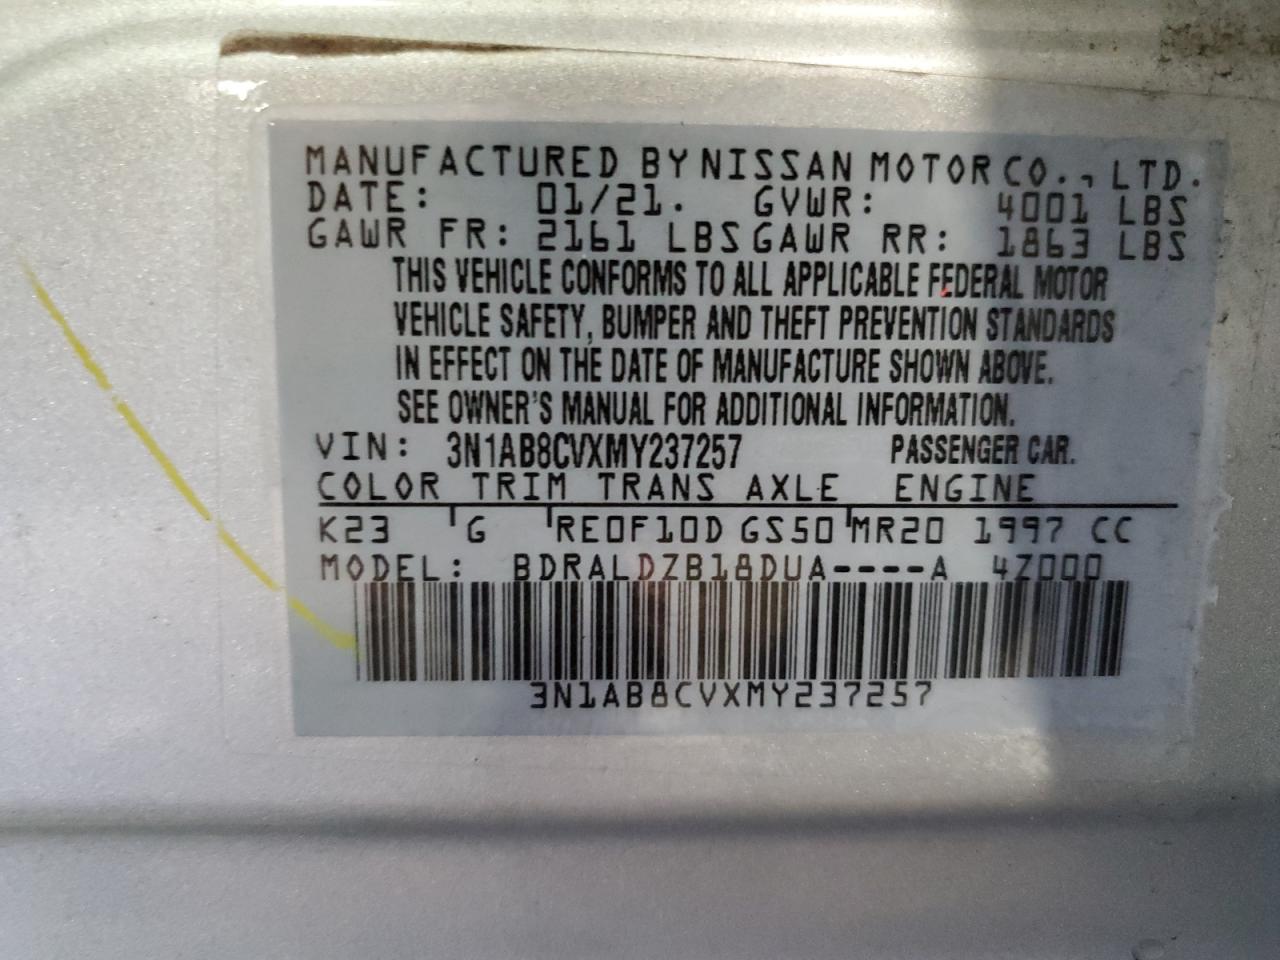 MANUFACTURED BY NISSAN MOTOR CO., LTD.
DATE: 01/21. GVWR: 4001 LBS
GAWR FR: 2161 LBS GAWR RR: 1863 LBS
THIS VEHICLE CONFORMS TO ALL APPLICABLE FEDERAL MOTOR
VEHICLE SAFETY, BUMPER AND THEFT PREVENTION STANDARDS
IN EFFECT ON THE DATE OF MANUFACTURE SHOWN ABOVE.
SEE OWNER'S MANUAL FOR ADDITIONAL INFORMATION.
VIN: 3N1AB8CVXMY237257 PASSENGER CAR.
COLOR TRIM TRANS AXLE ENGINE
K23 G RE0F10D GS50 MR20 1997 CC
MODEL: BDRALDZB18DUA----A 4Z000
3N1AB8CVXMY237257